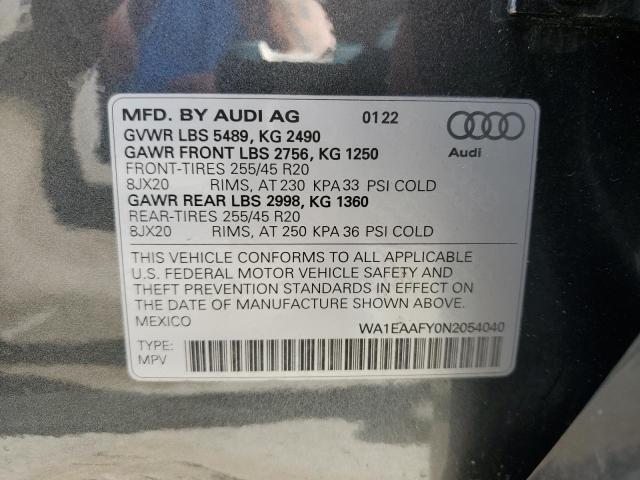 MFD. BY AUDI AG 0122
GVWR LBS 5489, KG 2490
GAWR FRONT LBS 2756, KG 1250
FRONT-TIRES 255/45 R20
8JX20 RIMS, AT 230 KPA 33 PSI COLD
GAWR REAR LBS 2998, KG 1360
REAR-TIRES 255/45 R20
8JX20 RIMS, AT 250 KPA 36 PSI COLD
Audi
THIS VEHICLE CONFORMS TO ALL APPLICABLE
U.S. FEDERAL MOTOR VEHICLE SAFETY AND
THEFT PREVENTION STANDARDS IN EFFECT ON
THE DATE OF MANUFACTURE SHOWN ABOVE.
MEXICO WA1EAAFY0N2054040
TYPE:
MPV